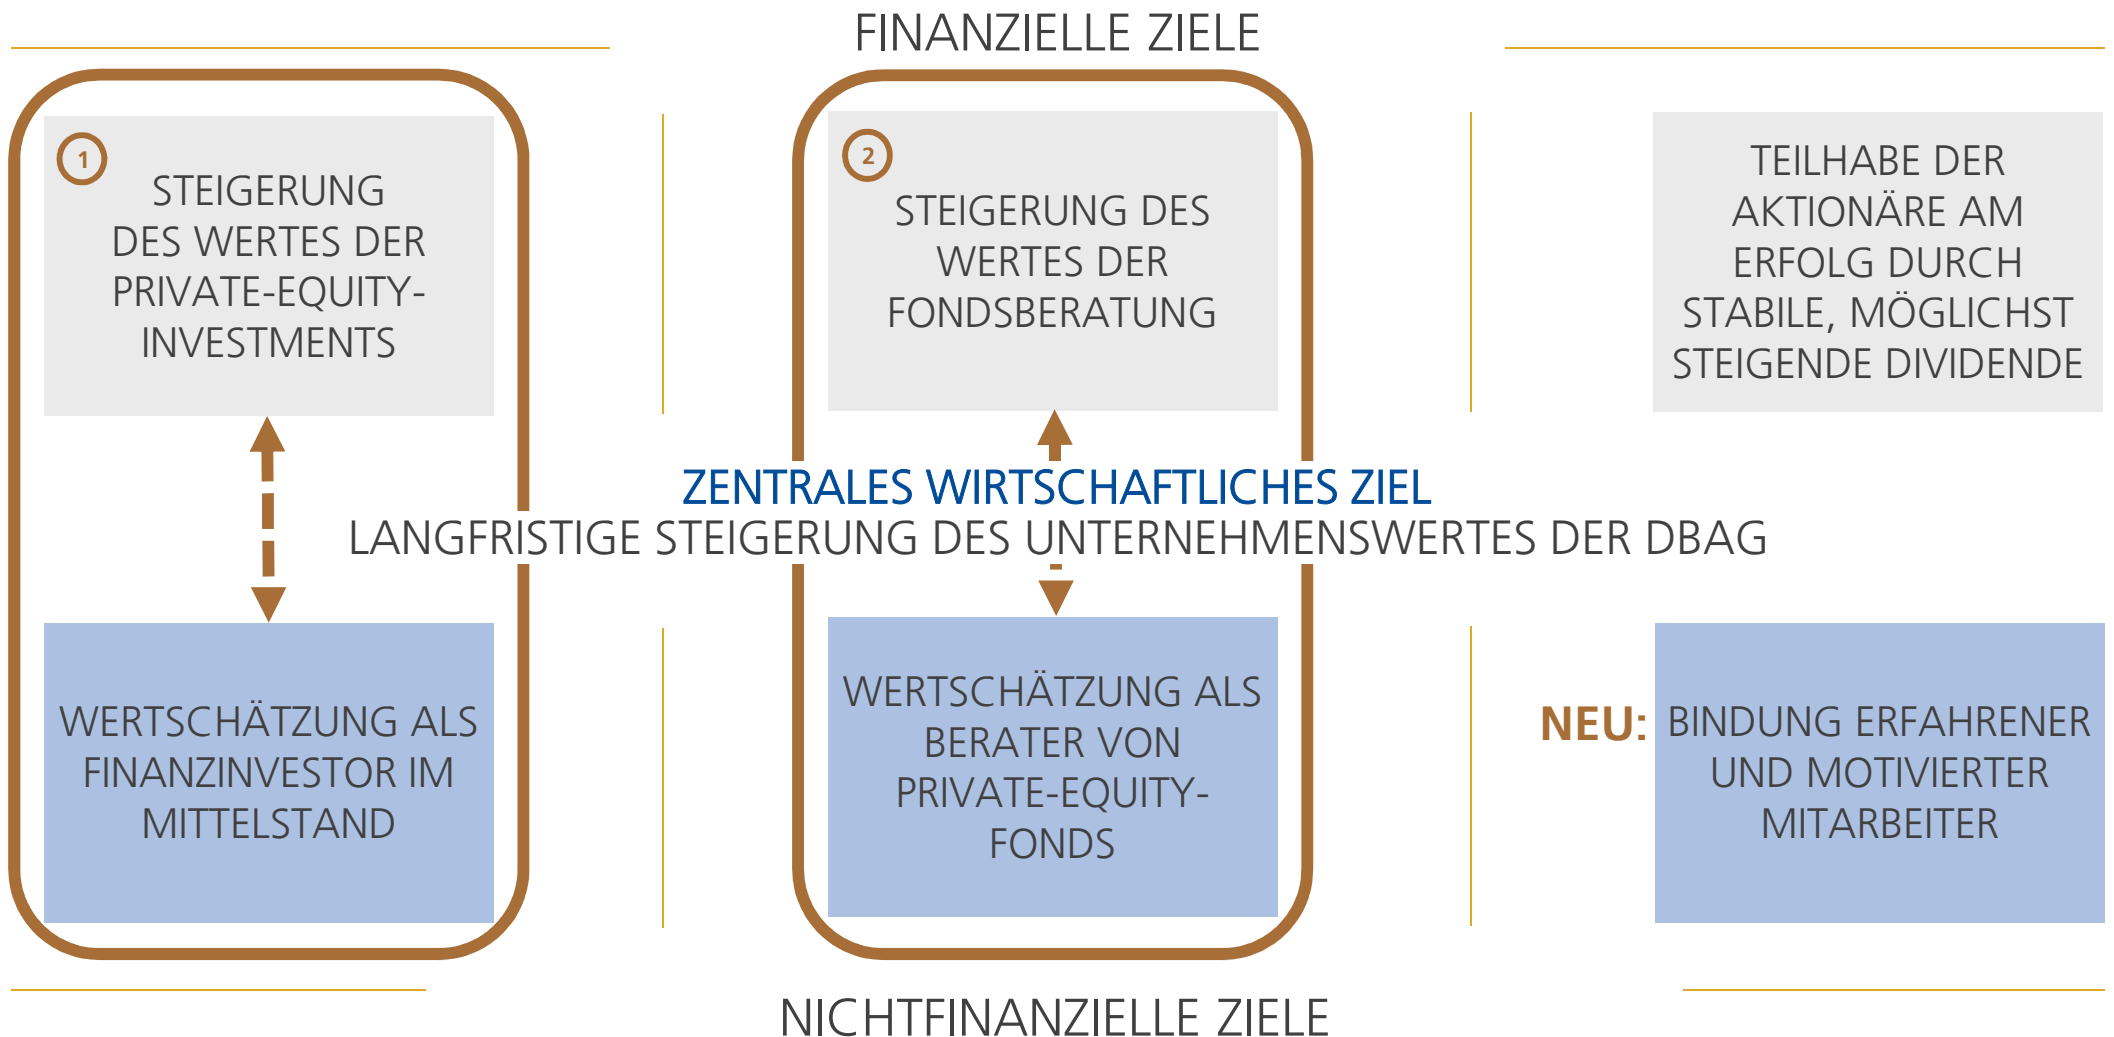 FINANZIELLE ZIELE
1
STEIGERUNG
DES WERTES DER
PRIVATE-EQUITY-
INVESTMENTS
2
STEIGERUNG DES
WERTES DER
FONDSBERATUNG
TEILHABE DER
AKTIONÄRE AM
ERFOLG DURCH
STABILE, MÖGLICHST
STEIGENDE DIVIDENDE
ZENTRALES WIRTSCHAFTLICHES ZIEL
LANGFRISTIGE STEIGERUNG DES UNTERNEHMENSWERTES DER DBAG
WERTSCHÄTZUNG ALS
FINANZINVESTOR IM
MITTELSTAND
WERTSCHÄTZUNG ALS
BERATER VON
PRIVATE-EQUITY-
FONDS
NEU:
BINDUNG ERFAHRENER
UND MOTIVIERTER
MITARBEITER
NICHTFINANZIELLE ZIELE